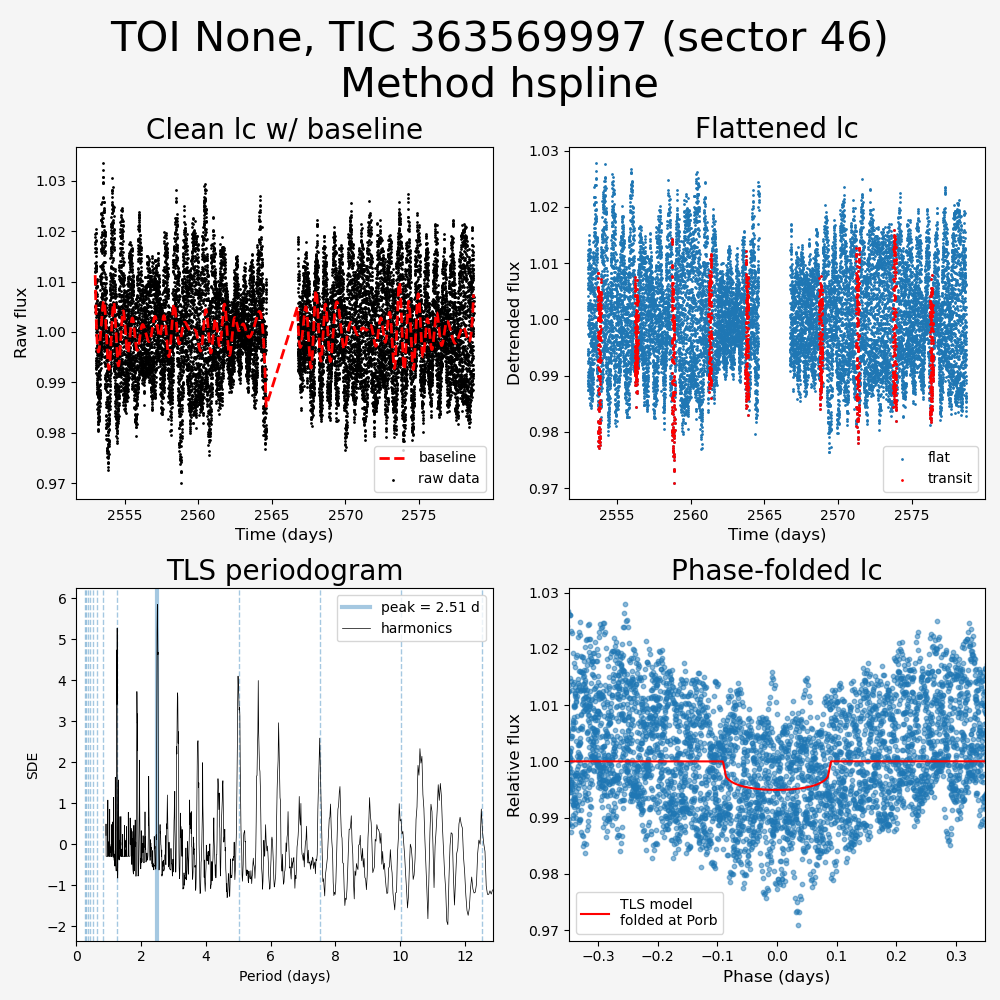 TOI None, TIC 363569997 (sector 46)
Method hspline
Clean lc w/ baseline
Raw flux
1.03
1.02
1.01
1.00
0.99
0.98
0.97
baseline
raw data
2555
2560
2565
2570
2575
Time (days)
Flattened lc
Detrended flux
1.03
1.02
1.01
1.00
0.99
0.98
0.97
flat
transit
2555
2560
2565
2570
2575
Time (days)
TLS periodogram
SDE
6
5
4
3
2
1
0
−1
−2
peak = 2.51 d
harmonics
0
2
4
6
8
10
12
Period (days)
Phase-folded lc
Relative flux
1.03
1.02
1.01
1.00
0.99
0.98
0.97
TLS model
folded at Porb
−0.3
−0.2
−0.1
0.0
0.1
0.2
0.3
Phase (days)